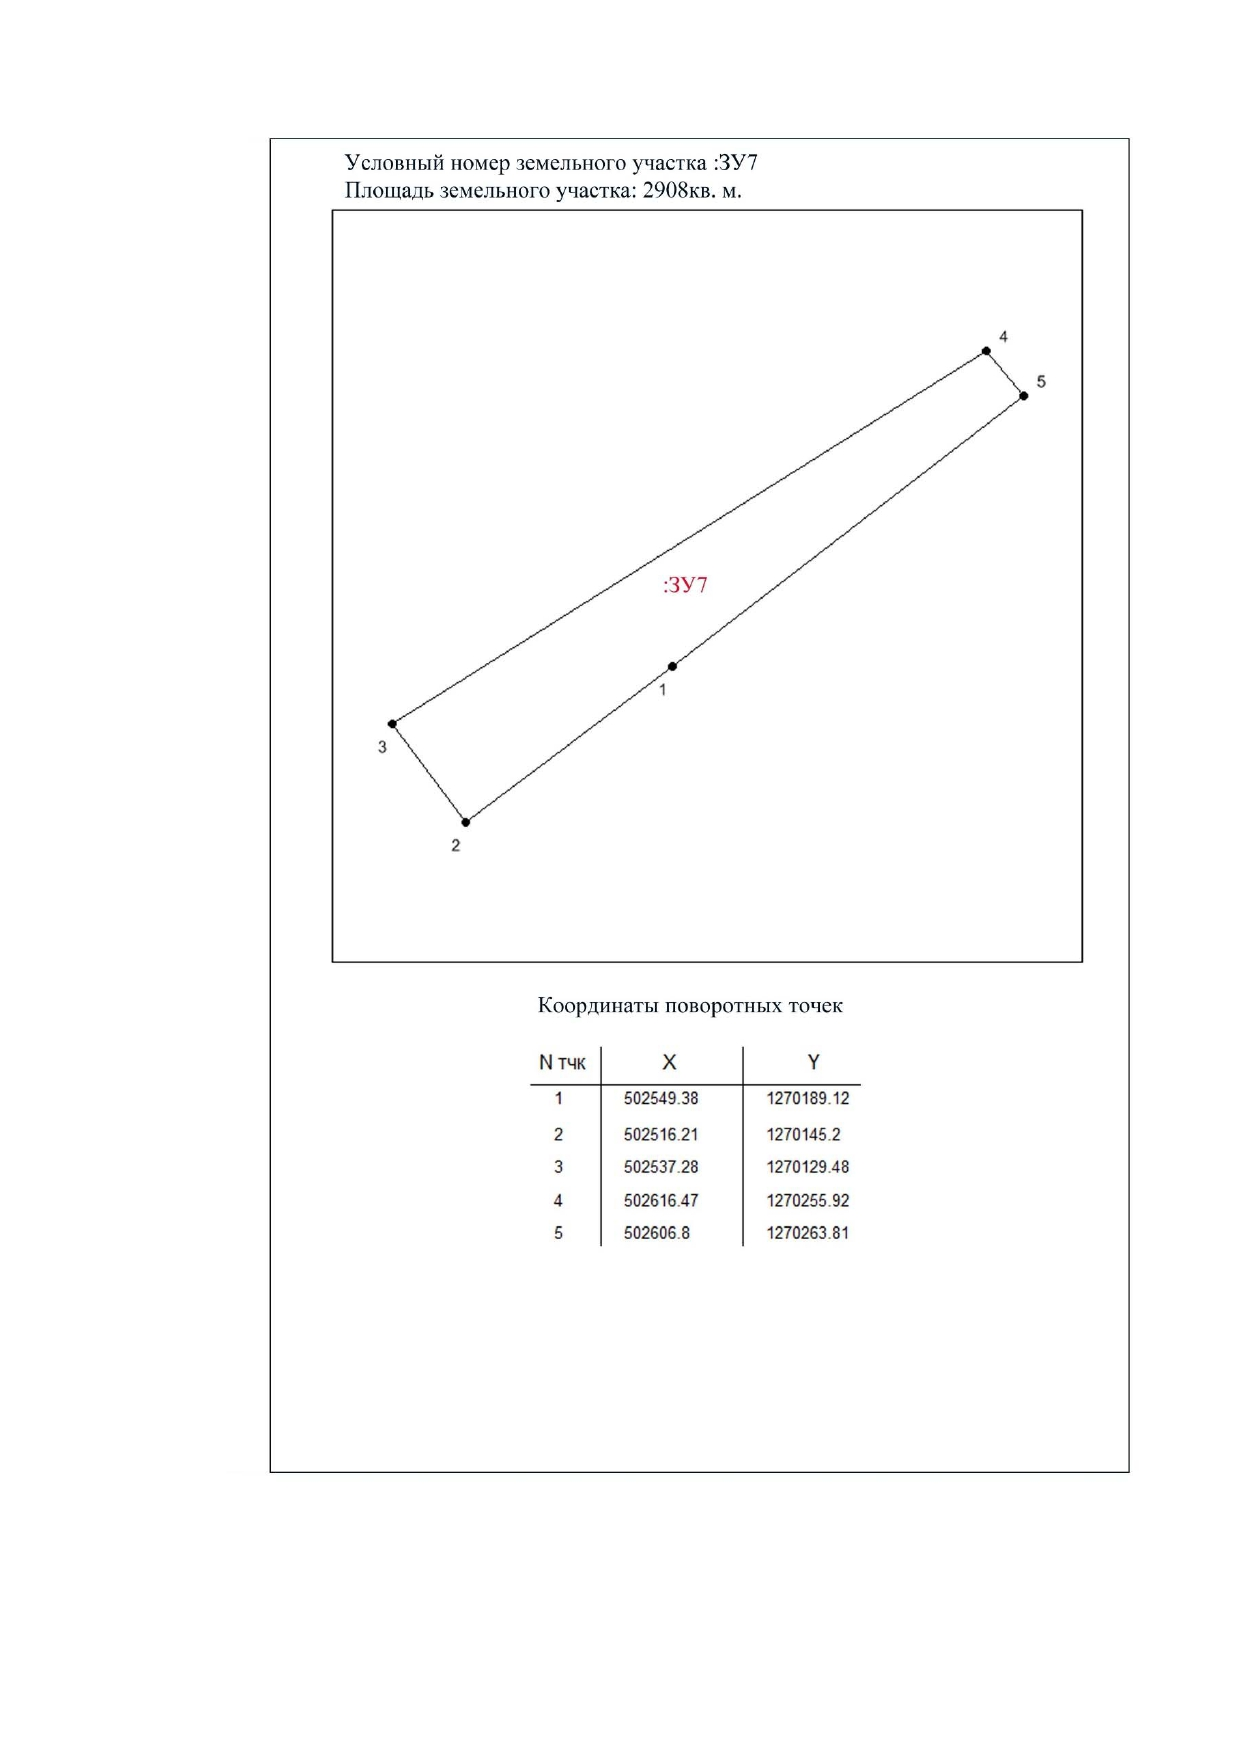 Условный номер земельного участка :ЗУ7
Площадь земельного участка: 2908кв. м.
4
5
:ЗУ7
1
3
2
Координаты поворотных точек
N тчк X Y
1 502549.38 1270189.12
2 502516.21 1270145.2
3 502537.28 1270129.48
4 502616.47 1270255.92
5 502606.8 1270263.81